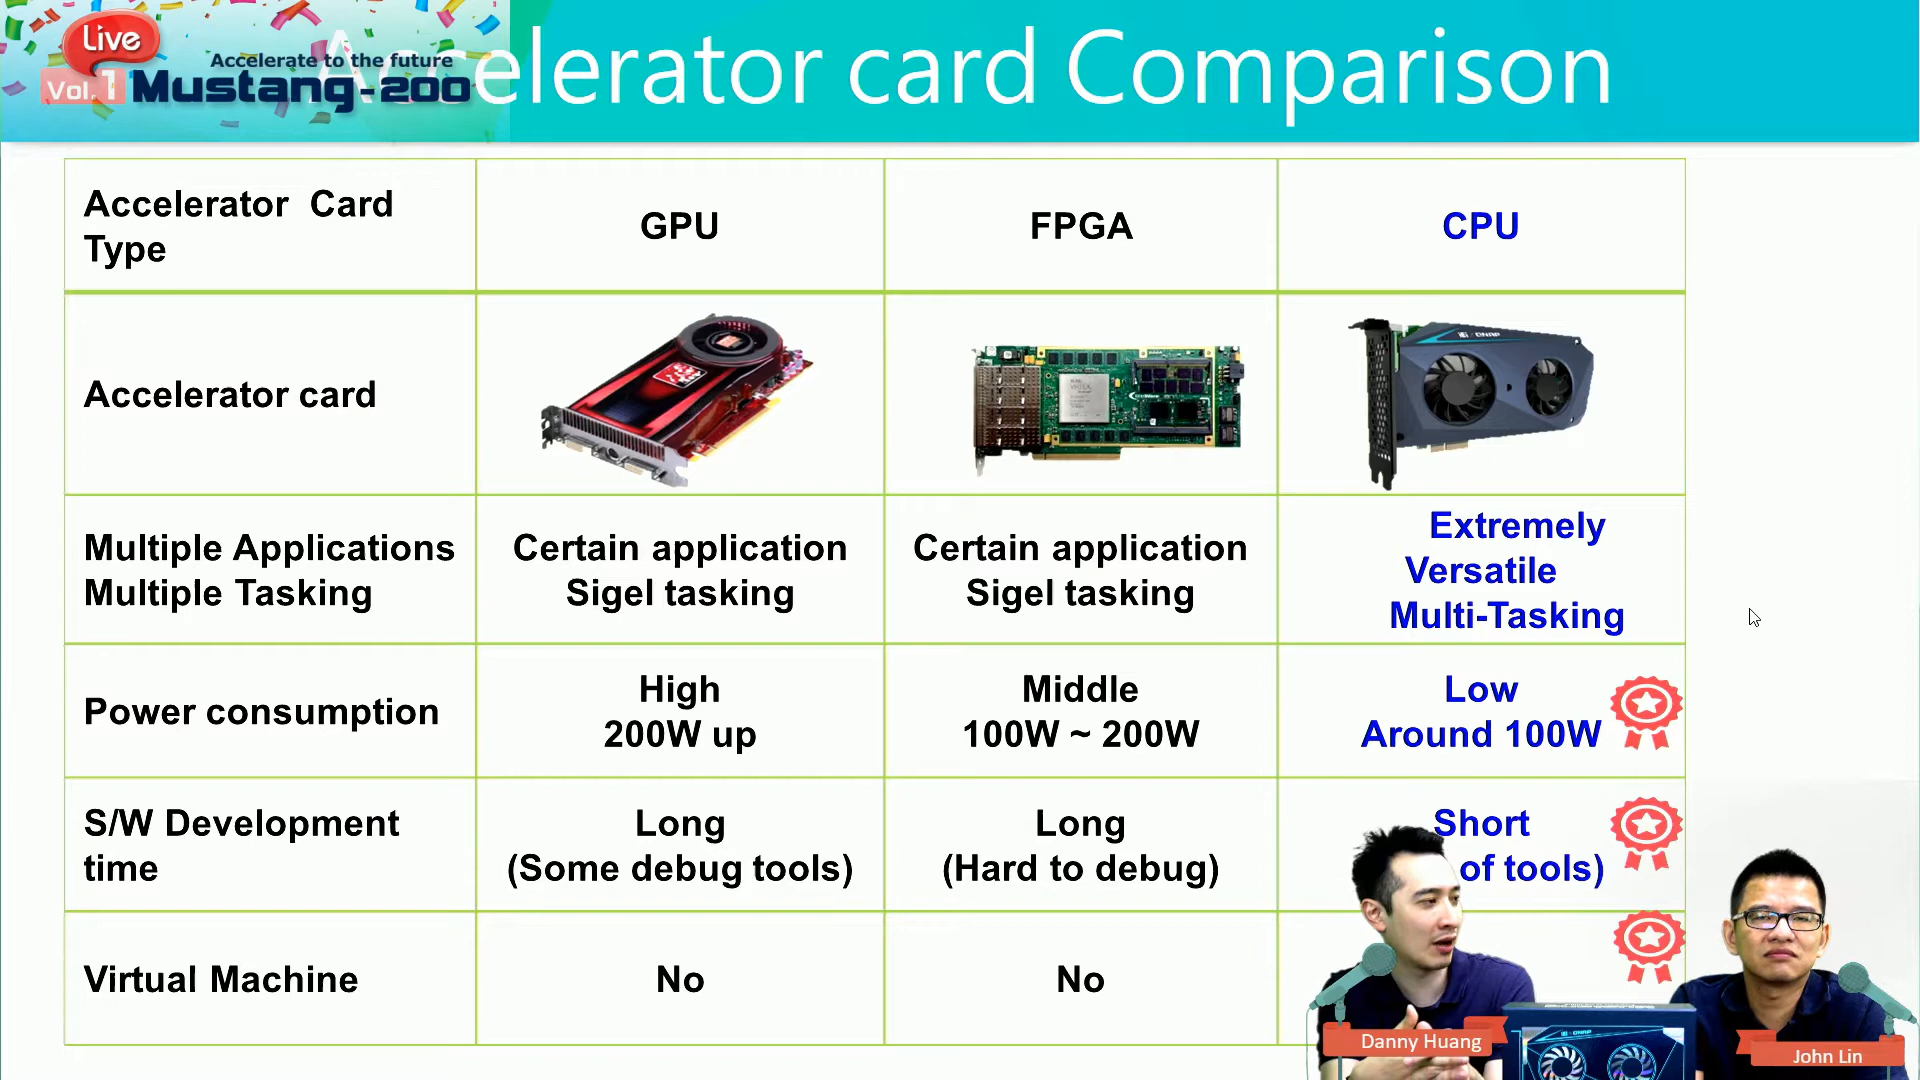 Live
Vol.1
Accelerate to the future
Mustang-200
Accelerator card Comparison
Accelerator Card
Type
GPU
FPGA
CPU
Accelerator card
QNAP
Multiple Applications
Multiple Tasking
Certain application
Sigel tasking
Certain application
Sigel tasking
Extremely
Versatile
Multi-Tasking
Power consumption
High
200W up
Middle
100W ~ 200W
Low
Around 100W
S/W Development
time
Long
(Some debug tools)
Long
(Hard to debug)
Short
of tools)
Virtual Machine
No
No
Danny Huang
John Lin